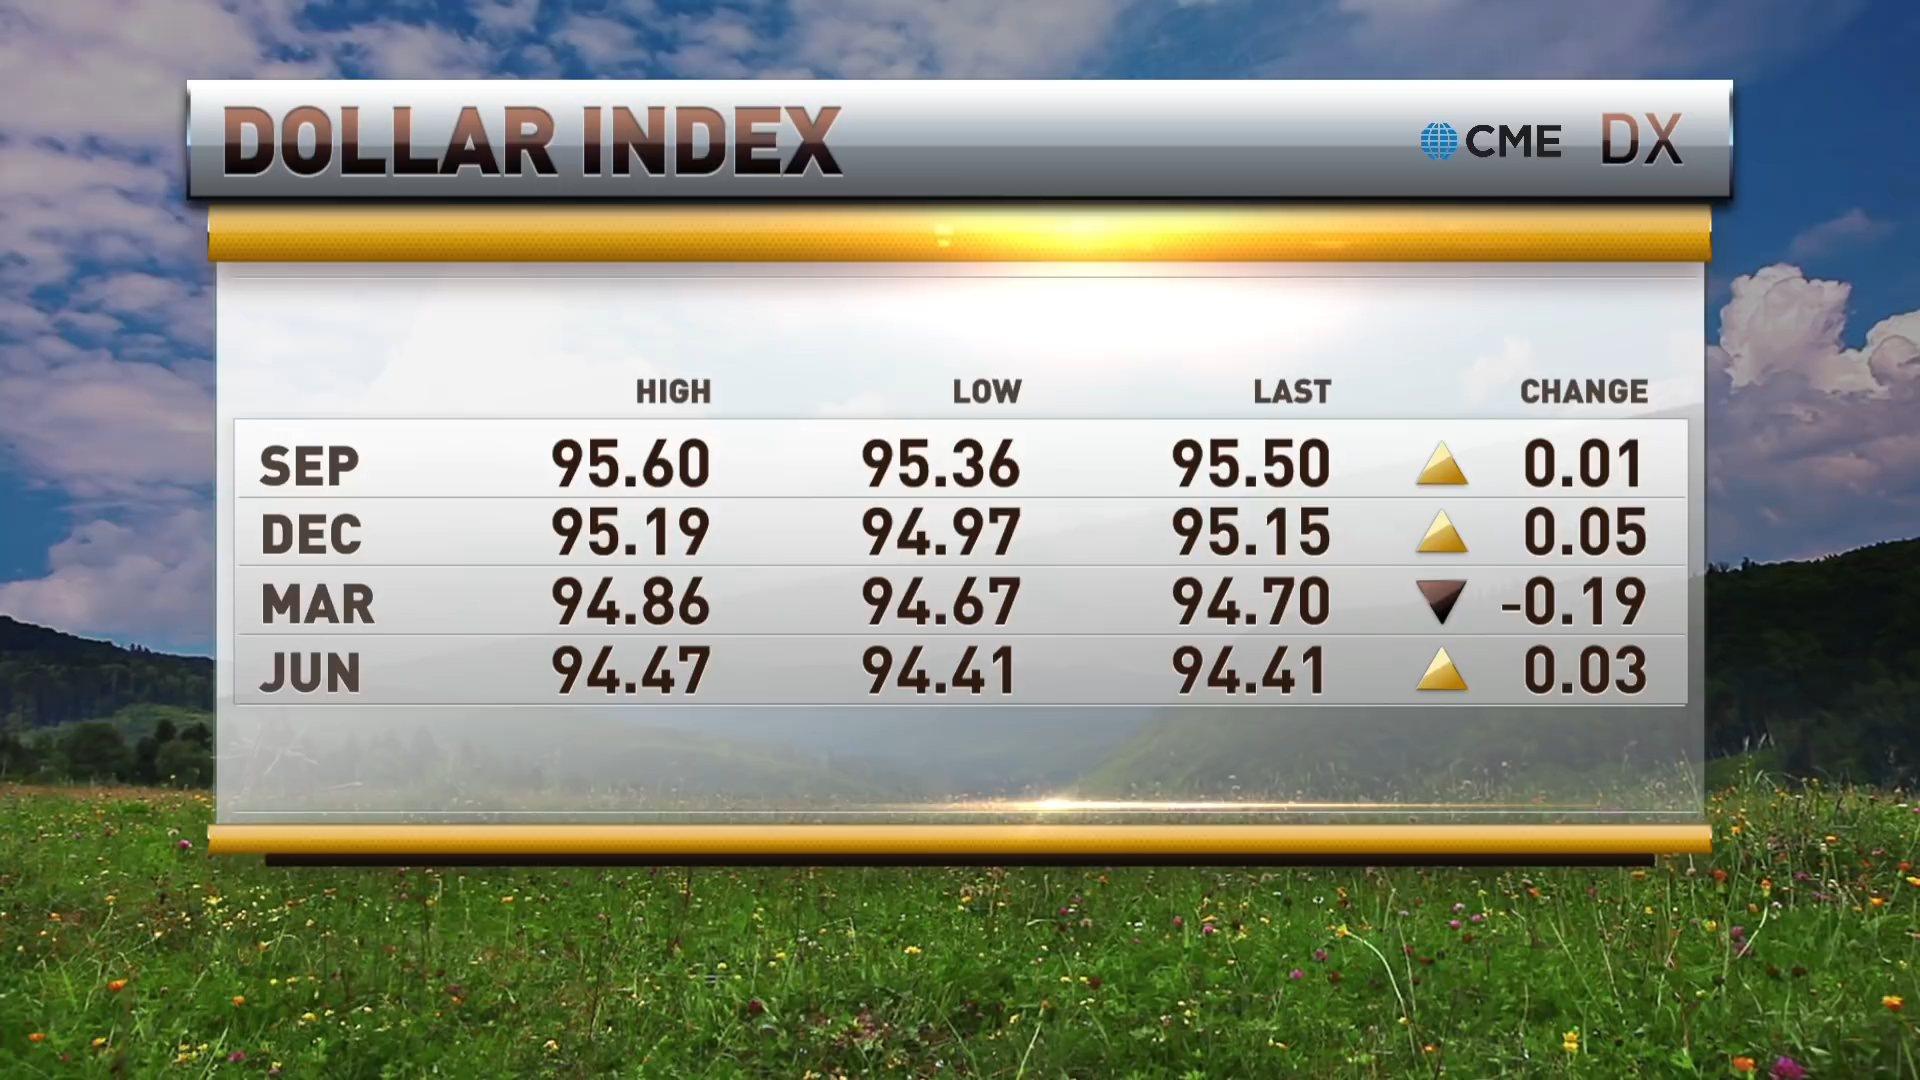 DOLLAR INDEX CME DX
HIGH LOW LAST CHANGE
SEP 95.60 95.36 95.50 0.01
DEC 95.19 94.97 95.15 0.05
MAR 94.86 94.67 94.70 -0.19
JUN 94.47 94.41 94.41 0.03